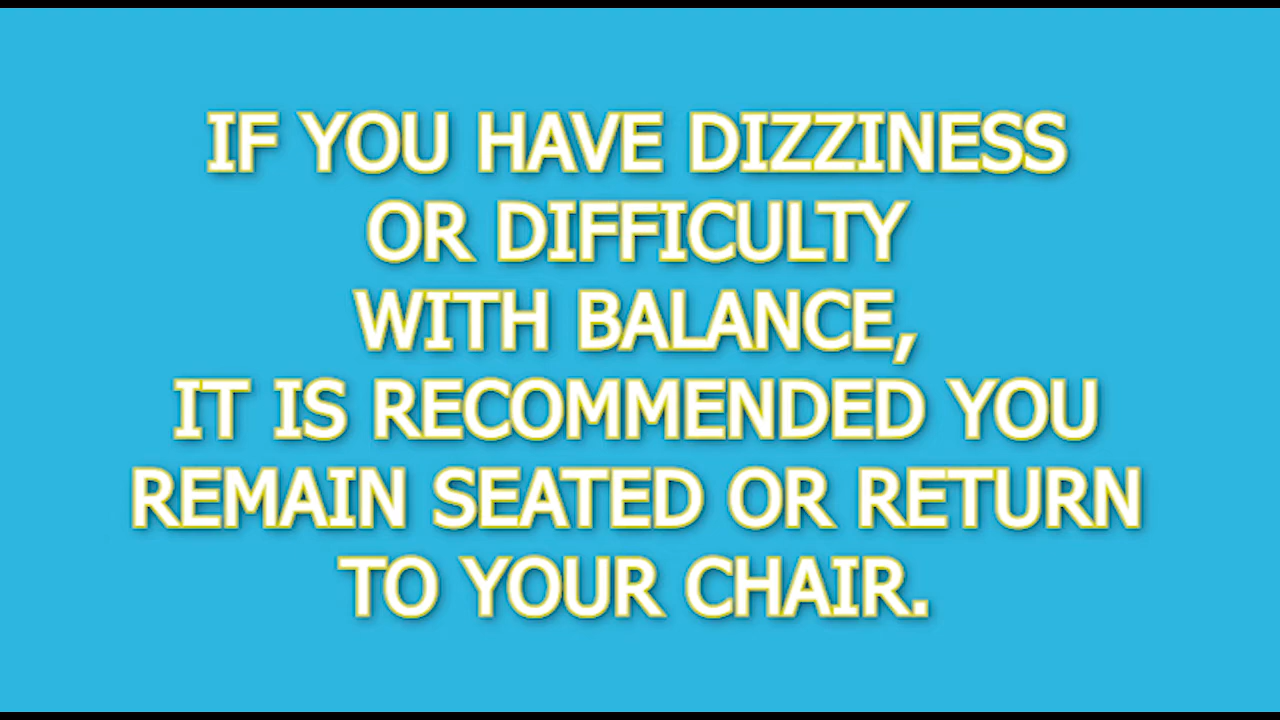 IF YOU HAVE DIZZINESS
OR DIFFICULTY
WITH BALANCE,
IT IS RECOMMENDED YOU
REMAIN SEATED OR RETURN
TO YOUR CHAIR.